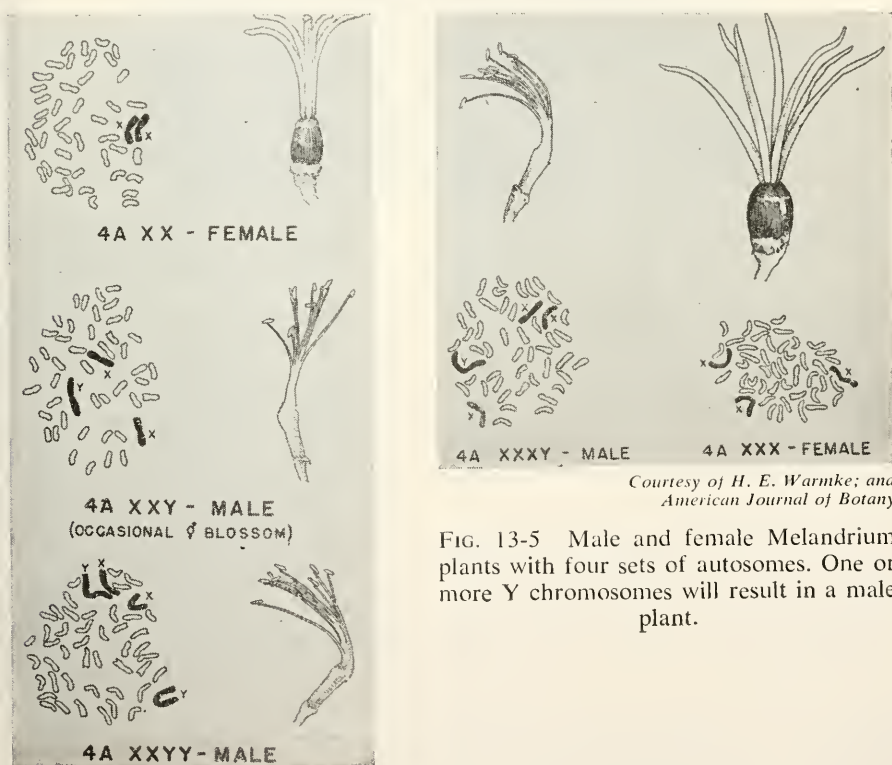 X
X
4A XX - FEMALE
X
Y
X
4A XXY - MALE
(OCCASIONAL ⚥ BLOSSOM)
Y X
X
Y
4A XXYY - MALE
X
X
Y
X
4A XXXY - MALE
X
X
X
4A XXX - FEMALE
Courtesy of H. E. Warmke; and
American Journal of Botany
FIG. 13-5 Male and female Melandrium
plants with four sets of autosomes. One or
more Y chromosomes will result in a male
plant.